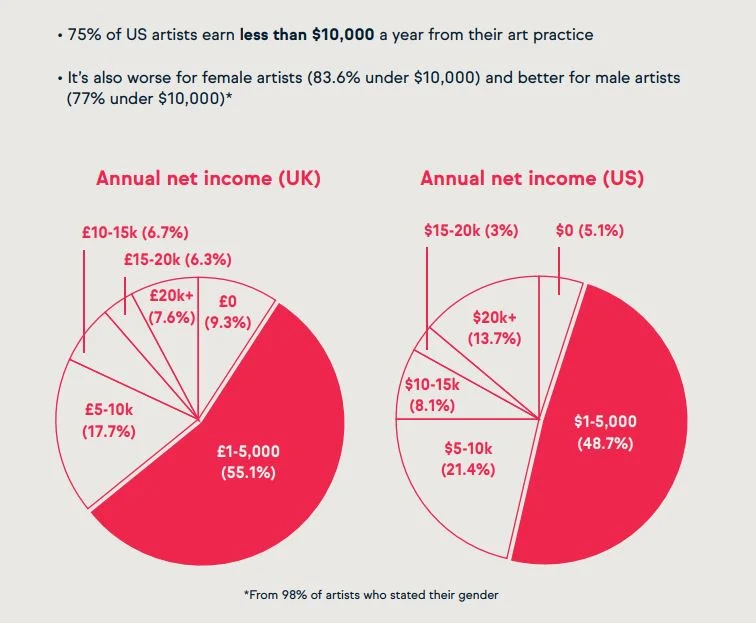 • 75% of US artists earn less than $10,000 a year from their art practice
• It's also worse for female artists (83.6% under $10,000) and better for male artists
(77% under $10,000)*
Annual net income (UK)
£10-15k (6.7%)
£15-20k (6.3%)
£20k+
(7.6%)
£0
(9.3%)
£5-10k
(17.7%)
£1-5,000
(55.1%)
Annual net income (US)
$15-20k (3%)
$0 (5.1%)
$20k+
(13.7%)
$10-15k
(8.1%)
$1-5,000
(48.7%)
$5-10k
(21.4%)
*From 98% of artists who stated their gender